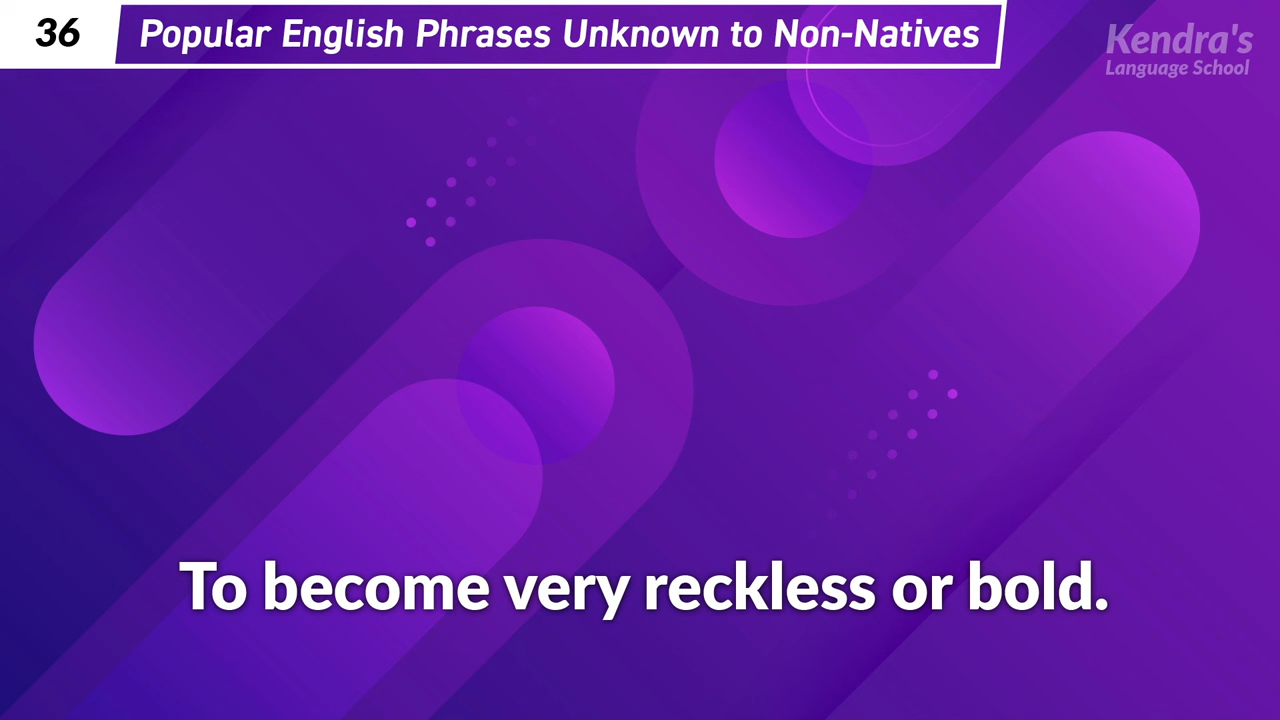 36
Popular English Phrases Unknown to Non-Natives
Kendra's
Language School
To become very reckless or bold.